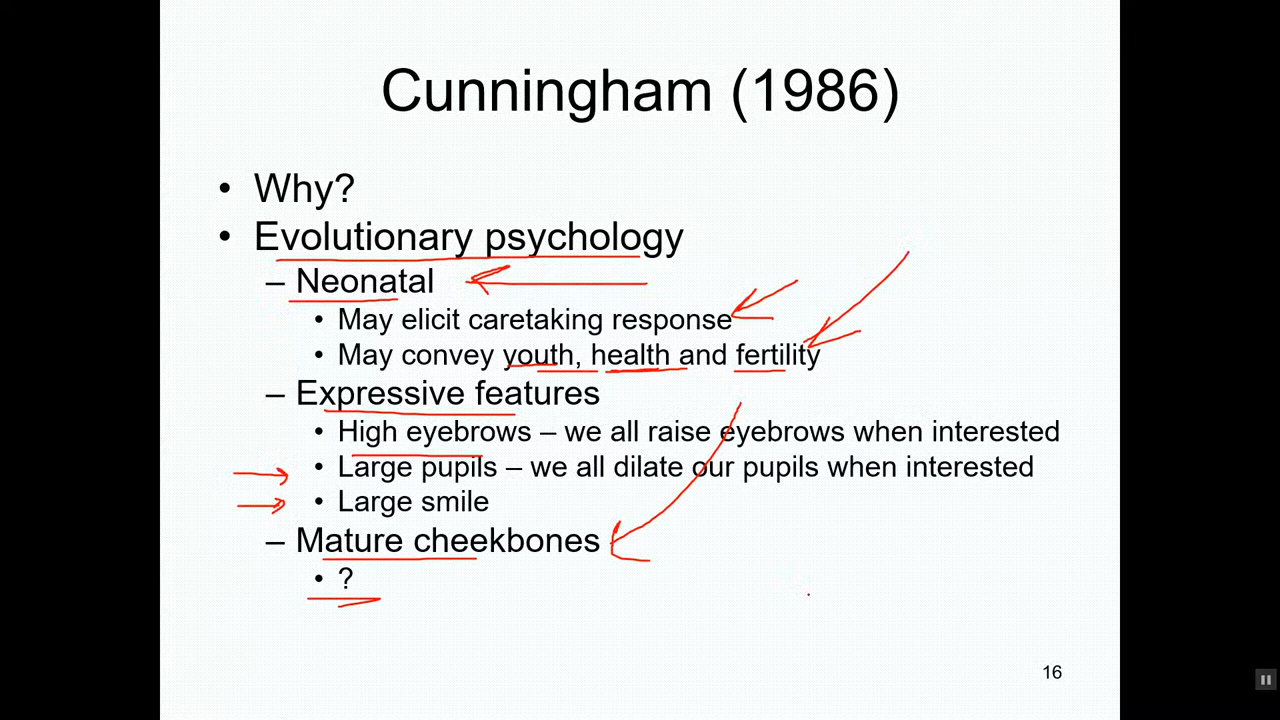 Cunningham (1986)
• Why?
• Evolutionary psychology
– Neonatal
• May elicit caretaking response
• May convey youth, health and fertility
– Expressive features
• High eyebrows – we all raise eyebrows when interested
• Large pupils – we all dilate our pupils when interested
• Large smile
– Mature cheekbones
• ?
16